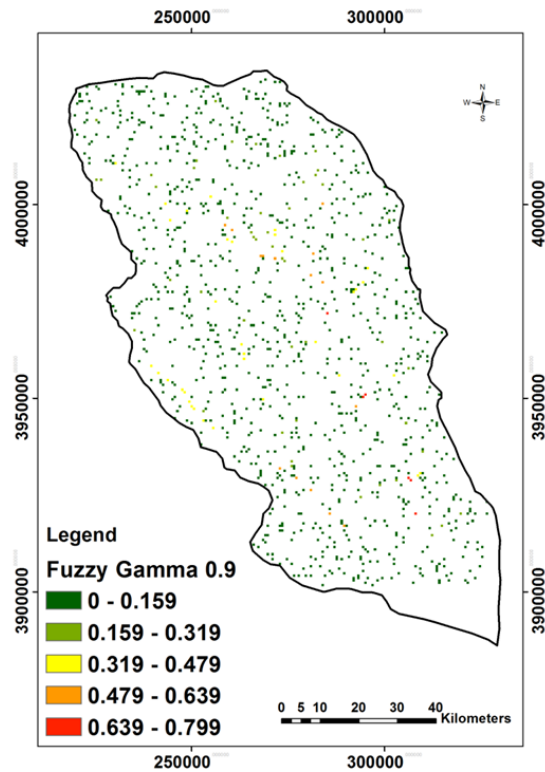 250000 300000
N
W E
S
4000000 4000000
3950000 3950000
3900000 3900000
Legend
Fuzzy Gamma 0.9
0 - 0.159
0.159 - 0.319
0.319 - 0.479
0.479 - 0.639
0.639 - 0.799
0 5 10 20 30 40
Kilometers
250000 300000